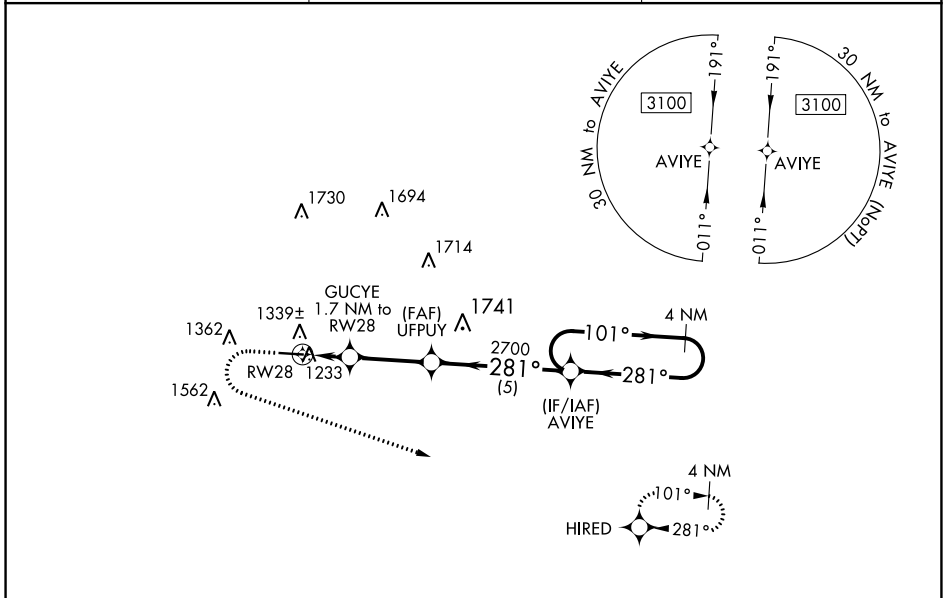 30 NM to AVIYE
191°
3100
AVIYE
011°
191°
3100
AVIYE
011°
30 NM to AVIYE (NoPT)
1730
1694
1714
GUCYE
1.7 NM to
RW28
(FAF)
UFPUY
1741
1339±
1362
RW28
1233
1562
2700
281°
(5)
101°
4 NM
281°
(IF/IAF)
AVIYE
4 NM
101°
HIRED
281°